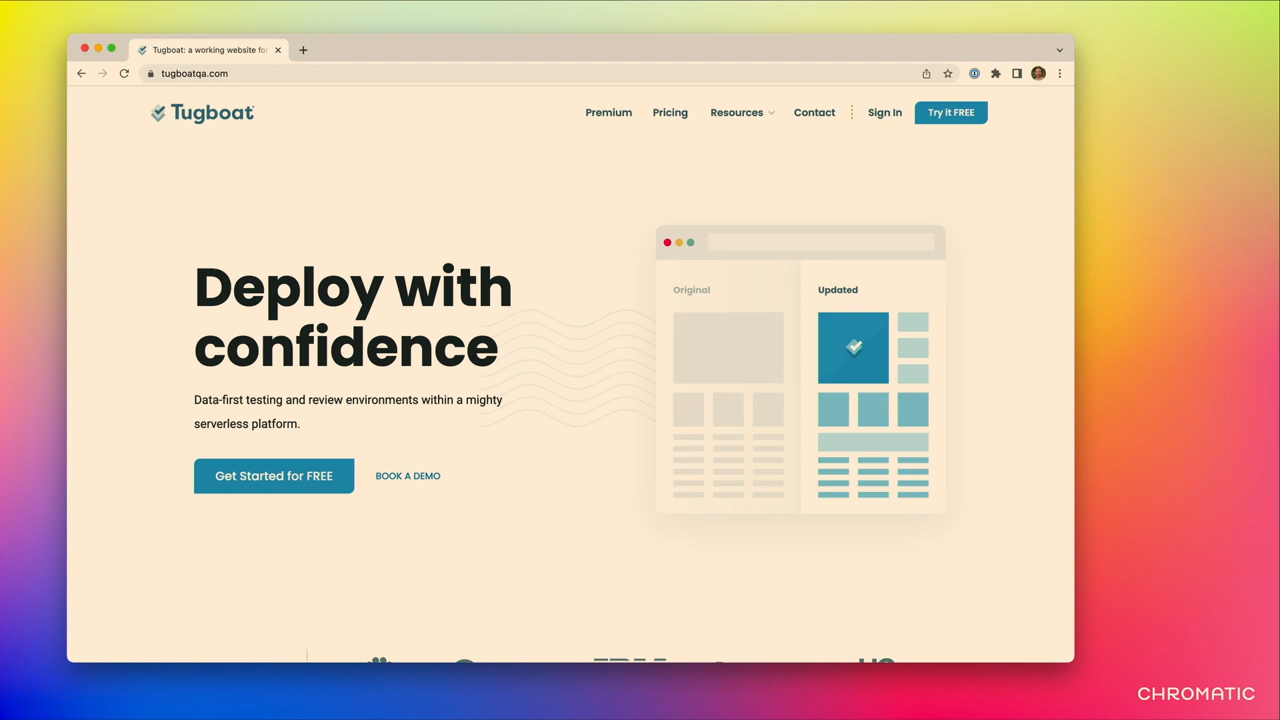 Tugboat: a working website fo
tugboatqa.com
Tugboat
Premium
Pricing
Resources
Contact
Sign In
Try it FREE
Deploy with
confidence
Data-first testing and review environments within a mighty
serverless platform.
Get Started for FREE
BOOK A DEMO
Original
Updated
CHROMATIC